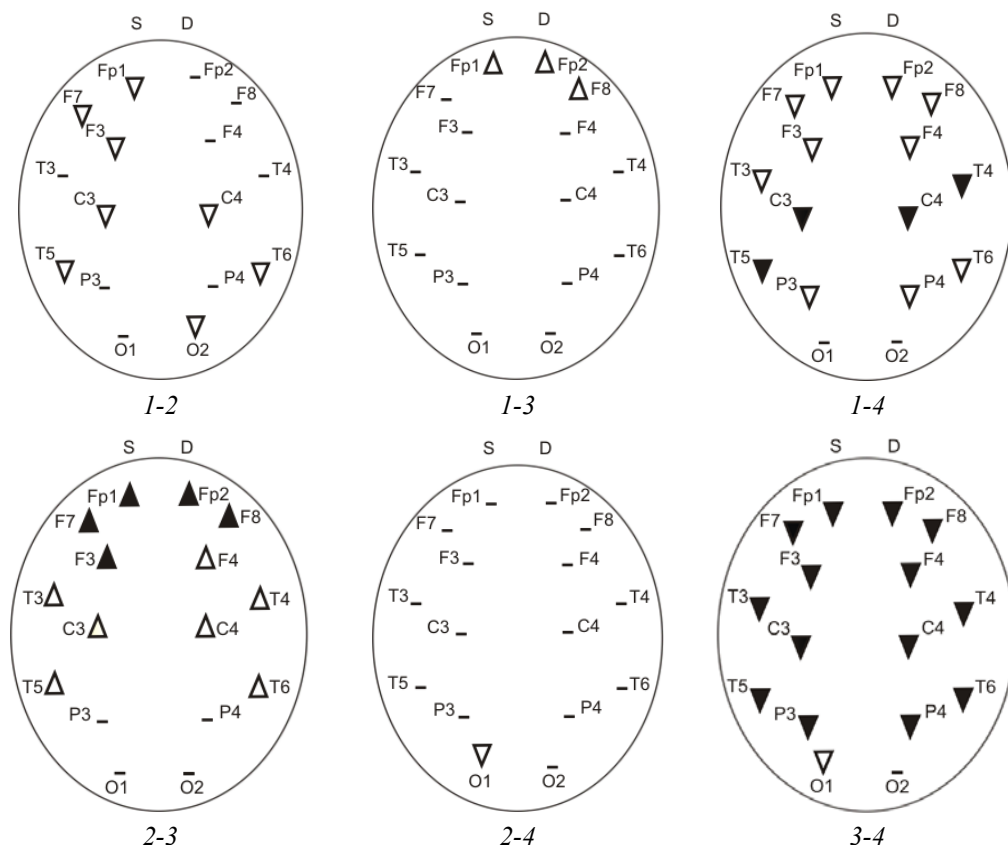 S D
Fp1 Fp2
F7 F8
F3 F4
T3 T4
C3 C4
T5 T6
P3 P4
O1 O2
1-2
S D
Fp1 Fp2
F7 F8
F3 F4
T3 T4
C3 C4
T5 T6
P3 P4
O1 O2
1-3
S D
Fp1 Fp2
F7 F8
F3 F4
T3 T4
C3 C4
T5 T6
P3 P4
O1 O2
1-4
S D
Fp1 Fp2
F7 F8
F3 F4
T3 T4
C3 C4
T5 T6
P3 P4
O1 O2
2-3
S D
Fp1 Fp2
F7 F8
F3 F4
T3 T4
C3 C4
T5 T6
P3 P4
O1 O2
2-4
S D
Fp1 Fp2
F7 F8
F3 F4
T3 T4
C3 C4
T5 T6
P3 P4
O1 O2
3-4